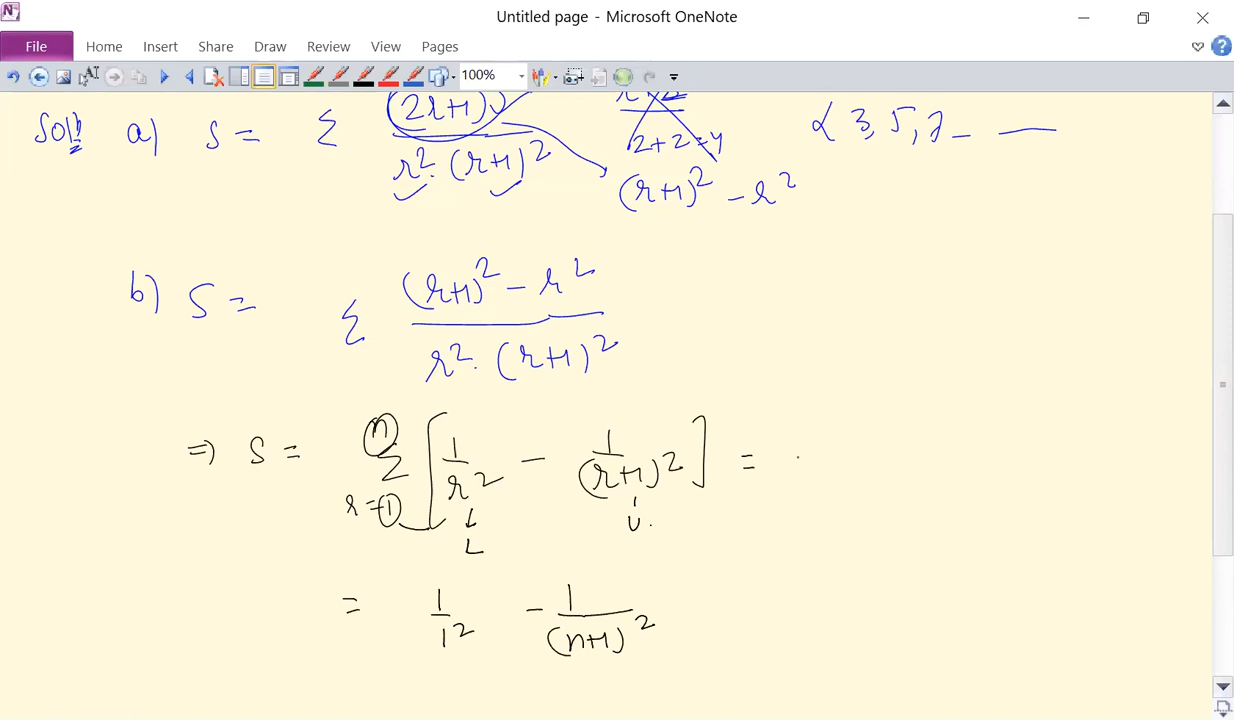 Untitled page - Microsoft OneNote
File Home Insert Share Draw Review View Pages
100%
Solⁿ a) S = Σ (2r+1) / r². (r+1)²
2+2=4
(r+1)² - r²
3, 5, 7 - —
b) S = Σ (r+1)² - r² / r². (r+1)²
⇒ S = Σ n r=1 [ 1/r² - 1/(r+1)² ] =
L U.
= 1/1² - 1/(n+1)²